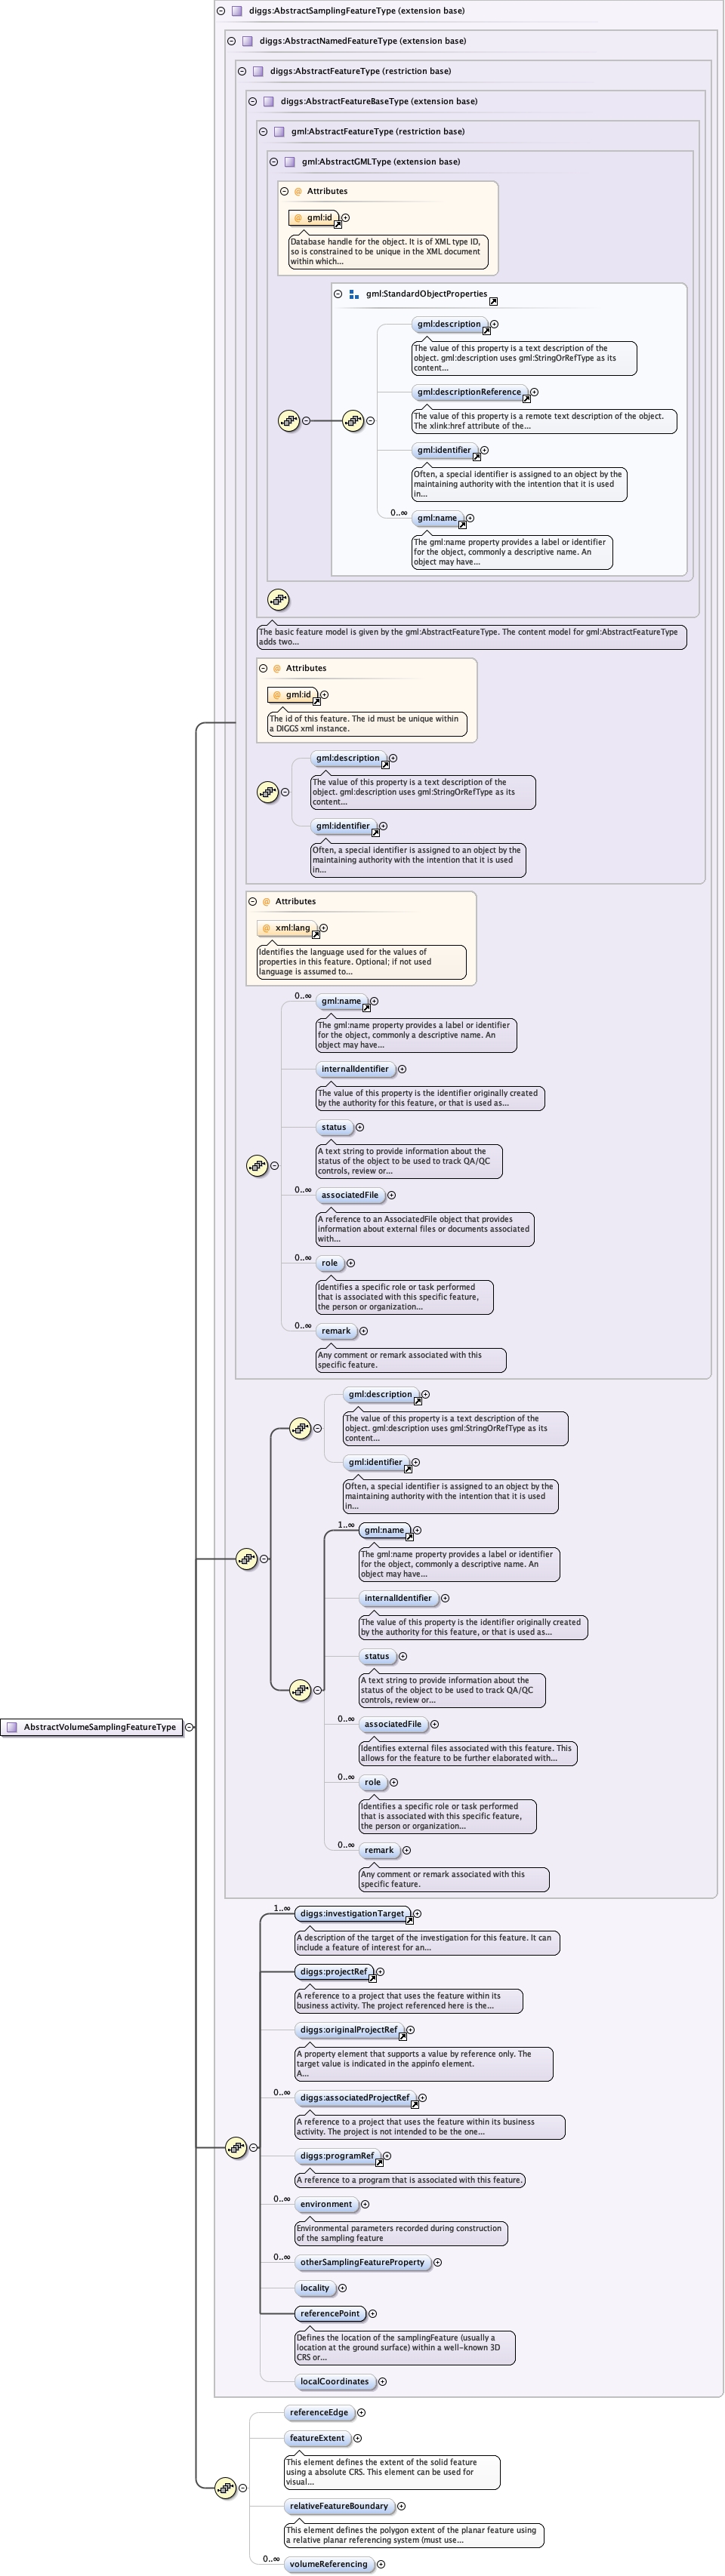 diggs:AbstractSamplingFeatureType (extension base)
diggs:AbstractNamedFeatureType (extension base)
diggs:AbstractFeatureType (restriction base)
diggs:AbstractFeatureBaseType (extension base)
gml:AbstractFeatureType (restriction base)
gml:AbstractGMLType (extension base)
@ Attributes
@ gml:id
Database handle for the object. It is of XML type ID,
so is constrained to be unique in the XML document
within which...
gml:StandardObjectProperties
gml:description
The value of this property is a text description of the
object. gml:description uses gml:StringOrRefType as its
content...
gml:descriptionReference
The value of this property is a remote text description of the object.
The xlink:href attribute of the...
gml:identifier
Often, a special identifier is assigned to an object by the
maintaining authority with the intention that it is used
in...
0..∞
gml:name
The gml:name property provides a label or identifier
for the object, commonly a descriptive name. An
object may have...
The basic feature model is given by the gml:AbstractFeatureType. The content model for gml:AbstractFeatureType
adds two...
@ Attributes
@ gml:id
The id of this feature. The id must be unique within
a DIGGS xml instance.
gml:description
The value of this property is a text description of the
object. gml:description uses gml:StringOrRefType as its
content...
gml:identifier
Often, a special identifier is assigned to an object by the
maintaining authority with the intention that it is used
in...
@ Attributes
@ xml:lang
Identifies the language used for the values of
properties in this feature. Optional; if not used
language is assumed to...
0..∞
gml:name
The gml:name property provides a label or identifier
for the object, commonly a descriptive name. An
object may have...
internalIdentifier
The value of this property is the identifier originally created
by the authority for this feature, or that is used as...
status
A text string to provide information about the
status of the object to be used to track QA/QC
controls, review or...
0..∞
associatedFile
A reference to an AssociatedFile object that provides
information about external files or documents associated
with...
0..∞
role
Identifies a specific role or task performed
that is associated with this specific feature,
the person or organization...
0..∞
remark
Any comment or remark associated with this
specific feature.
gml:description
The value of this property is a text description of the
object. gml:description uses gml:StringOrRefType as its
content...
gml:identifier
Often, a special identifier is assigned to an object by the
maintaining authority with the intention that it is used
in...
1..∞
gml:name
The gml:name property provides a label or identifier
for the object, commonly a descriptive name. An
object may have...
internalIdentifier
The value of this property is the identifier originally created
by the authority for this feature, or that is used as...
status
A text string to provide information about the
status of the object to be used to track QA/QC
controls, review or...
AbstractVolumeSamplingFeatureType
0..∞
associatedFile
Identifies external files associated with this feature. This
allows for the feature to be further elaborated with...
0..∞
role
Identifies a specific role or task performed
that is associated with this specific feature,
the person or organization...
0..∞
remark
Any comment or remark associated with this
specific feature.
1..∞
diggs:investigationTarget
A description of the target of the investigation for this feature. It can
include a feature of interest for an...
diggs:projectRef
A reference to a project that uses the feature within its
business activity. The project referenced here is the...
diggs:originalProjectRef
A property element that supports a value by reference only. The
target value is indicated in the appinfo element.
A...
0..∞
diggs:associatedProjectRef
A reference to a project that uses the feature within its business
activity. The project is not intended to be the one...
diggs:programRef
A reference to a program that is associated with this feature.
0..∞
environment
Environmental parameters recorded during construction
of the sampling feature
0..∞
otherSamplingFeatureProperty
locality
referencePoint
Defines the location of the samplingFeature (usually a
location at the ground surface) within a well-known 3D
CRS or...
localCoordinates
referenceEdge
featureExtent
This element defines the extent of the solid feature
using a absolute CRS. This element can be used for
visual...
relativeFeatureBoundary
This element defines the polygon extent of the planar feature using
a relative planar referencing system (must use...
0..∞
volumeReferencing